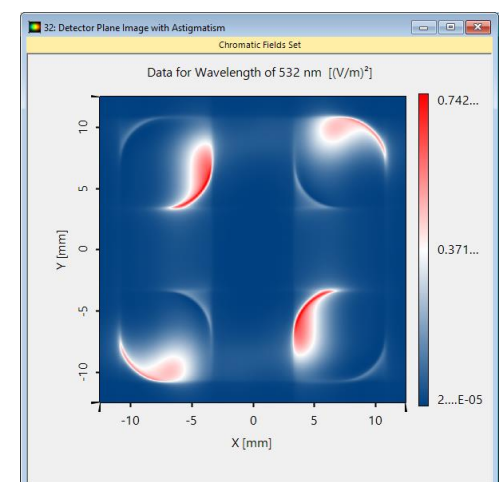 32: Detector Plane Image with Astigmatism
Chromatic Fields Set
Data for Wavelength of 532 nm [(V/m)²]
0.742...
0.371...
2....E-05
10
5
0
-5
-10
Y [mm]
-10
-5
0
5
10
X [mm]